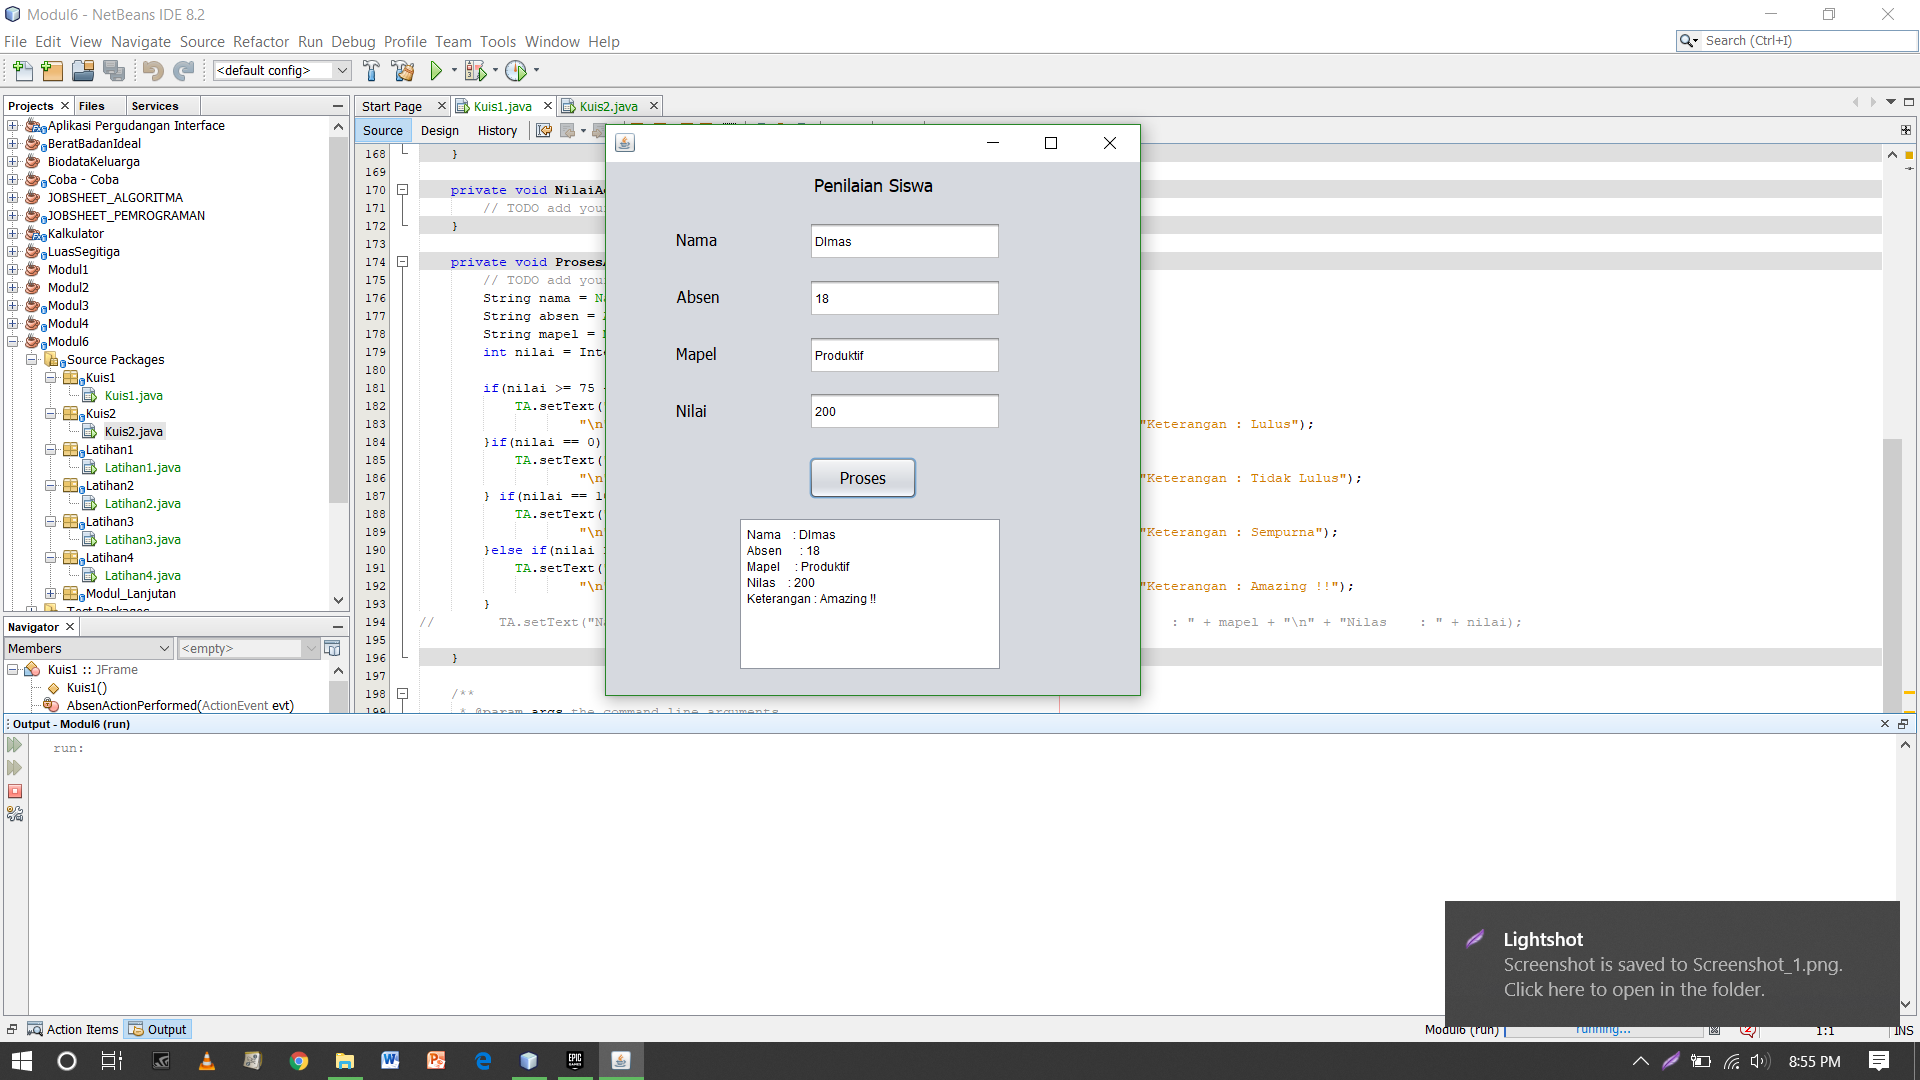 Modul6 - NetBeans IDE 8.2
File Edit View Navigate Source Refactor Run Debug Profile Team Tools Window Help
Search (Ctrl+I)
<default config>
Projects Files Services
Aplikasi Pergudangan Interface
BeratBadanIdeal
BiodataKeluarga
Coba - Coba
JOBSHEET_ALGORITMA
JOBSHEET_PEMROGRAMAN
Kalkulator
LuasSegitiga
Modul1
Modul2
Modul3
Modul4
Modul6
Source Packages
Kuis1
Kuis1.java
Kuis2
Kuis2.java
Latihan1
Latihan1.java
Latihan2
Latihan2.java
Latihan3
Latihan3.java
Latihan4
Latihan4.java
Modul_Lanjutan
Test Packages
Navigator
Members <empty>
Kuis1 :: JFrame
Kuis1()
AbsenActionPerformed(ActionEvent evt)
Start Page Kuis1.java Kuis2.java
Source Design History
168 }
169
170 private void NilaiA
171 // TODO add you
172 }
173
174 private void Proses
175 // TODO add you
176 String nama = N
177 String absen =
178 String mapel =
179 int nilai = Int
180
181 if(nilai >= 75
182 TA.setText(
183 "\n" "Keterangan : Lulus");
184 }if(nilai == 0)
185 TA.setText(
186 "\n" "Keterangan : Tidak Lulus");
187 } if(nilai == 1
188 TA.setText(
189 "\n" "Keterangan : Sempurna");
190 }else if(nilai
191 TA.setText(
192 "\n" "Keterangan : Amazing !!");
193 }
194 // TA.setText("Na : " + mapel + "\n" + "Nilas : " + nilai);
195
196 }
197
198 /**
199 * @param args the command line arguments
Penilaian Siswa
Nama DImas
Absen 18
Mapel Produktif
Nilai 200
Proses
Nama : DImas
Absen : 18
Mapel : Produktif
Nilas : 200
Keterangan : Amazing !!
Output - Modul6 (run)
run:
Lightshot
Screenshot is saved to Screenshot_1.png.
Click here to open in the folder.
Action Items Output
Modul6 (run) running... 1:1 INS
8:55 PM